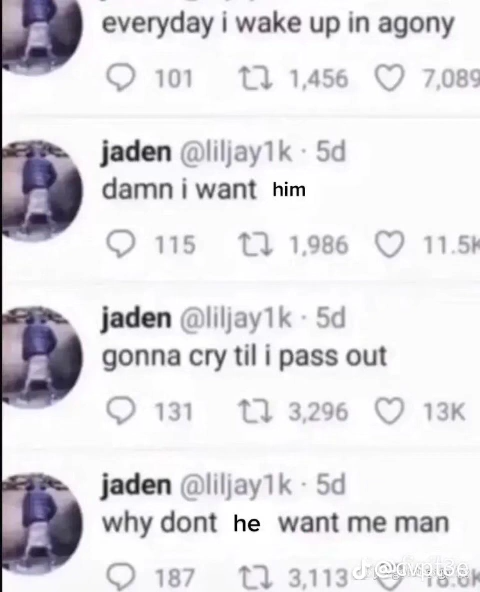 everyday i wake up in agony
101 1,456 7,089
jaden @liljay1k · 5d
damn i want him
115 1,986 11.5K
jaden @liljay1k · 5d
gonna cry til i pass out
131 3,296 13K
jaden @liljay1k · 5d
why dont he want me man
187 3,113